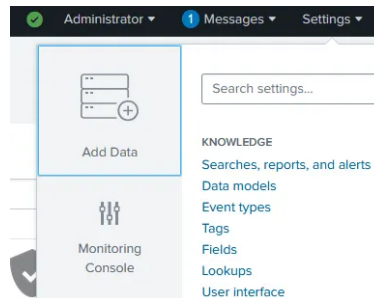 Administrator ▾ 1 Messages ▾ Settings ▾
Search settings...
Add Data
KNOWLEDGE
Searches, reports, and alerts
Data models
Event types
Tags
Monitoring
Console
Fields
Lookups
User interface